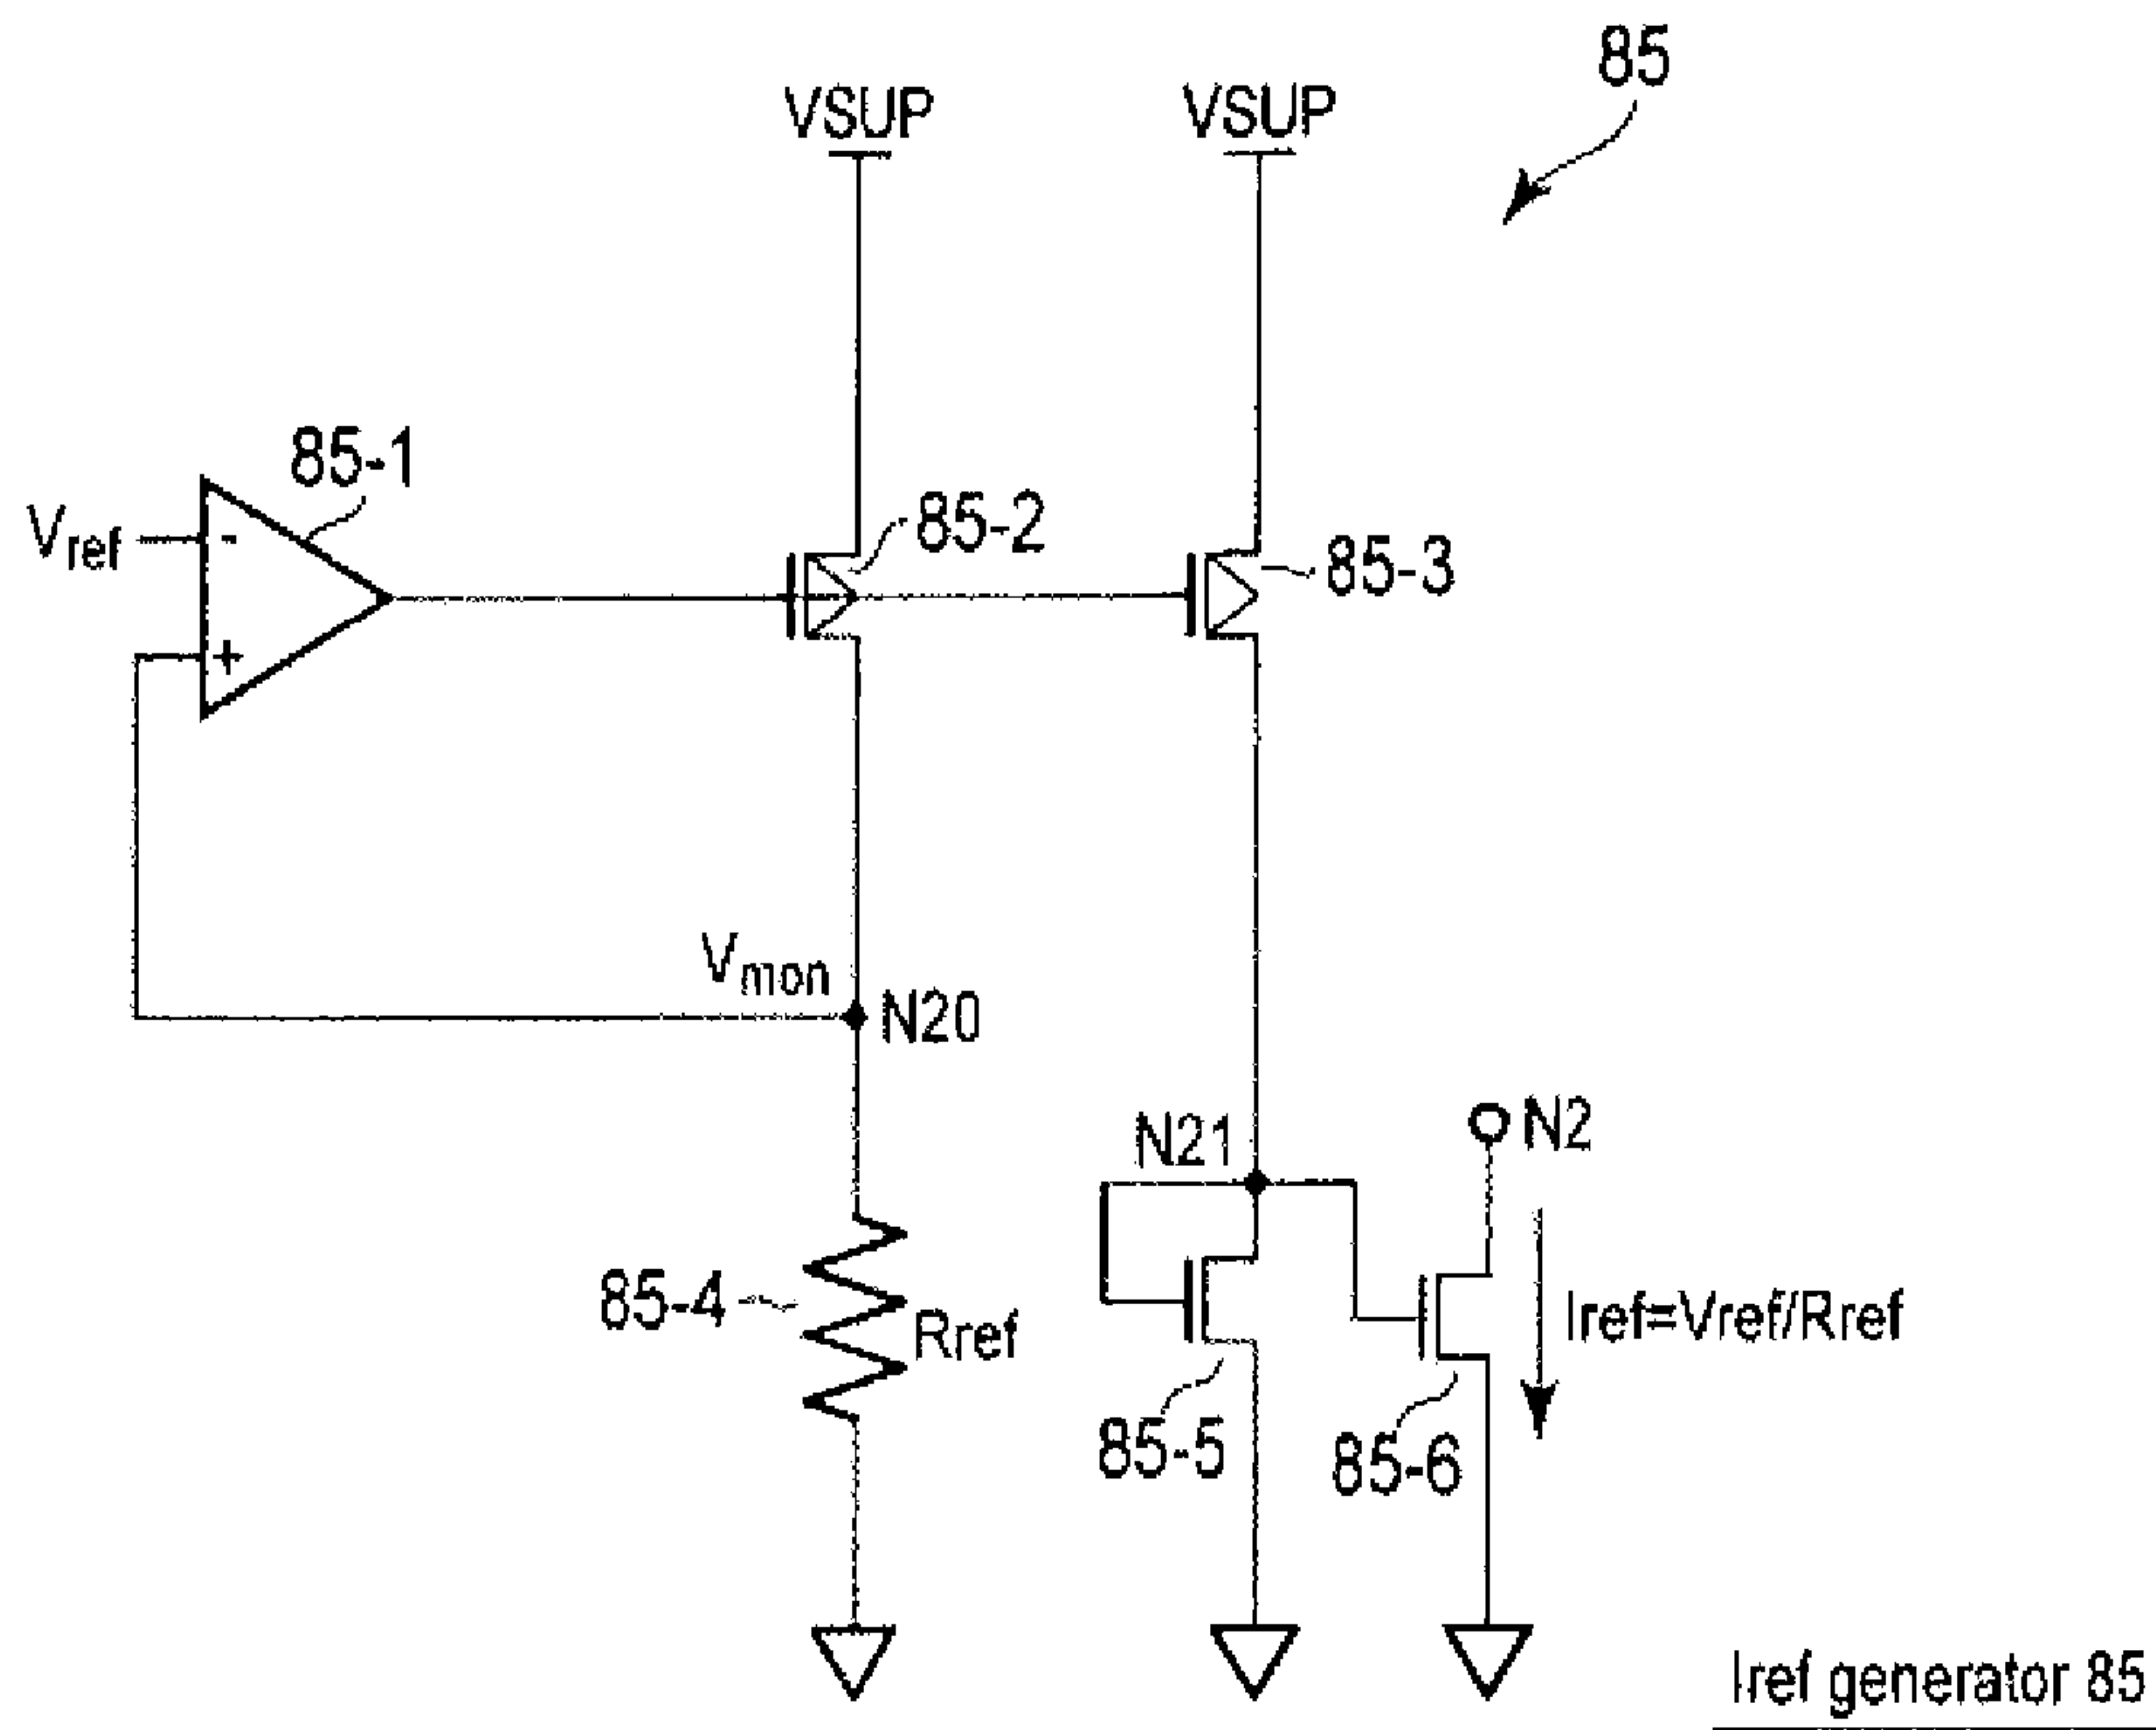 85
VSUP
VSUP
85-1
Vref
-
+
85-2
85-3
Vmon
N20
N21
N2
85-4
Rref
Iref=Vref/Rref
85-5
85-6
Iref generator 85